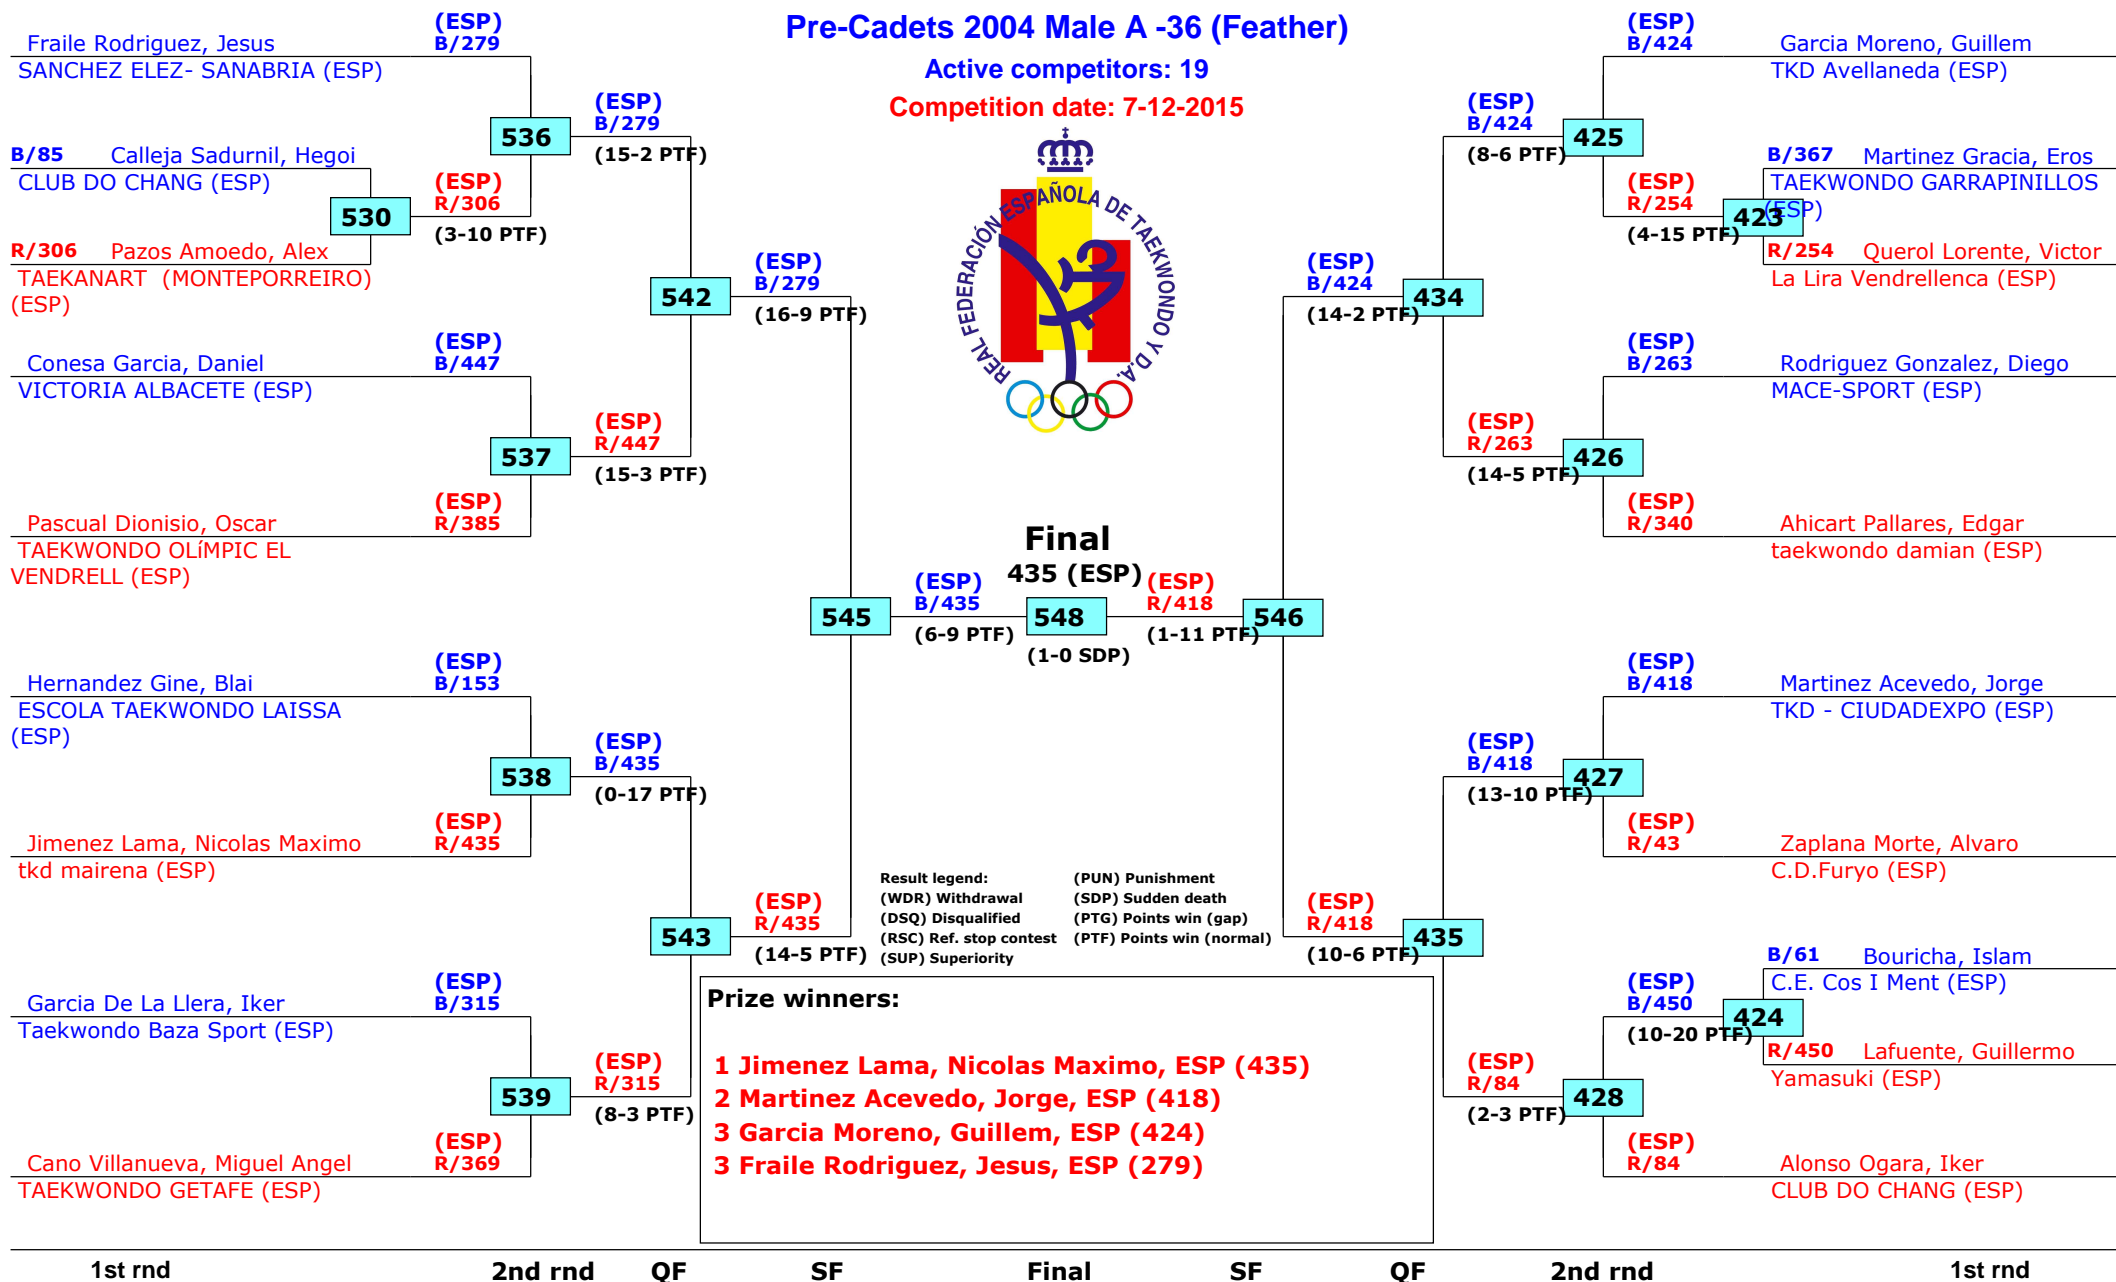 Pre-Cadets 2004 Male A -36 (Feather)
Active competitors: 19
Competition date: 7-12-2015
REAL FEDERACIÓN ESPAÑOLA DE TAEKWONDO Y D.A.
Fraile Rodriguez, Jesus
SANCHEZ ELEZ- SANABRIA (ESP)
(ESP)
B/279
B/85 Calleja Sadurnil, Hegoi
CLUB DO CHANG (ESP)
530
R/306 Pazos Amoedo, Alex
TAEKANART (MONTEPORREIRO)
(ESP)
(ESP)
R/306
(3-10 PTF)
536
(ESP)
B/279
(15-2 PTF)
Conesa Garcia, Daniel
VICTORIA ALBACETE (ESP)
(ESP)
B/447
537
(ESP)
R/447
(15-3 PTF)
Pascual Dionisio, Oscar
TAEKWONDO OLíMPIC EL
VENDRELL (ESP)
(ESP)
R/385
542
(ESP)
B/279
(16-9 PTF)
Hernandez Gine, Blai
ESCOLA TAEKWONDO LAISSA
(ESP)
(ESP)
B/153
538
(ESP)
B/435
(0-17 PTF)
Jimenez Lama, Nicolas Maximo
tkd mairena (ESP)
(ESP)
R/435
543
(ESP)
R/435
(14-5 PTF)
Garcia De La Llera, Iker
Taekwondo Baza Sport (ESP)
(ESP)
B/315
539
(ESP)
R/315
(8-3 PTF)
Cano Villanueva, Miguel Angel
TAEKWONDO GETAFE (ESP)
(ESP)
R/369
545
(ESP)
B/435
(6-9 PTF)
Final
435 (ESP)
548
(1-0 SDP)
(ESP)
R/418
(1-11 PTF)
546
(ESP)
B/424
(14-2 PTF)
434
(ESP)
B/424
(8-6 PTF)
425
(ESP)
B/424
Garcia Moreno, Guillem
TKD Avellaneda (ESP)
(ESP)
R/254
(4-15 PTF)
423
B/367 Martinez Gracia, Eros
TAEKWONDO GARRAPINILLOS
(ESP)
R/254 Querol Lorente, Victor
La Lira Vendrellenca (ESP)
(ESP)
R/263
(14-5 PTF)
426
(ESP)
B/263
Rodriguez Gonzalez, Diego
MACE-SPORT (ESP)
(ESP)
R/340
Ahicart Pallares, Edgar
taekwondo damian (ESP)
(ESP)
R/418
(10-6 PTF)
435
(ESP)
B/418
(13-10 PTF)
427
(ESP)
B/418
Martinez Acevedo, Jorge
TKD - CIUDADEXPO (ESP)
(ESP)
R/43
Zaplana Morte, Alvaro
C.D.Furyo (ESP)
(ESP)
R/84
(2-3 PTF)
428
(ESP)
B/450
(10-20 PTF)
424
B/61 Bouricha, Islam
C.E. Cos I Ment (ESP)
R/450 Lafuente, Guillermo
Yamasuki (ESP)
(ESP)
R/84
Alonso Ogara, Iker
CLUB DO CHANG (ESP)
Result legend:
(WDR) Withdrawal
(DSQ) Disqualified
(RSC) Ref. stop contest
(SUP) Superiority
(PUN) Punishment
(SDP) Sudden death
(PTG) Points win (gap)
(PTF) Points win (normal)
Prize winners:
1 Jimenez Lama, Nicolas Maximo, ESP (435)
2 Martinez Acevedo, Jorge, ESP (418)
3 Garcia Moreno, Guillem, ESP (424)
3 Fraile Rodriguez, Jesus, ESP (279)
1st rnd 2nd rnd QF SF Final SF QF 2nd rnd 1st rnd